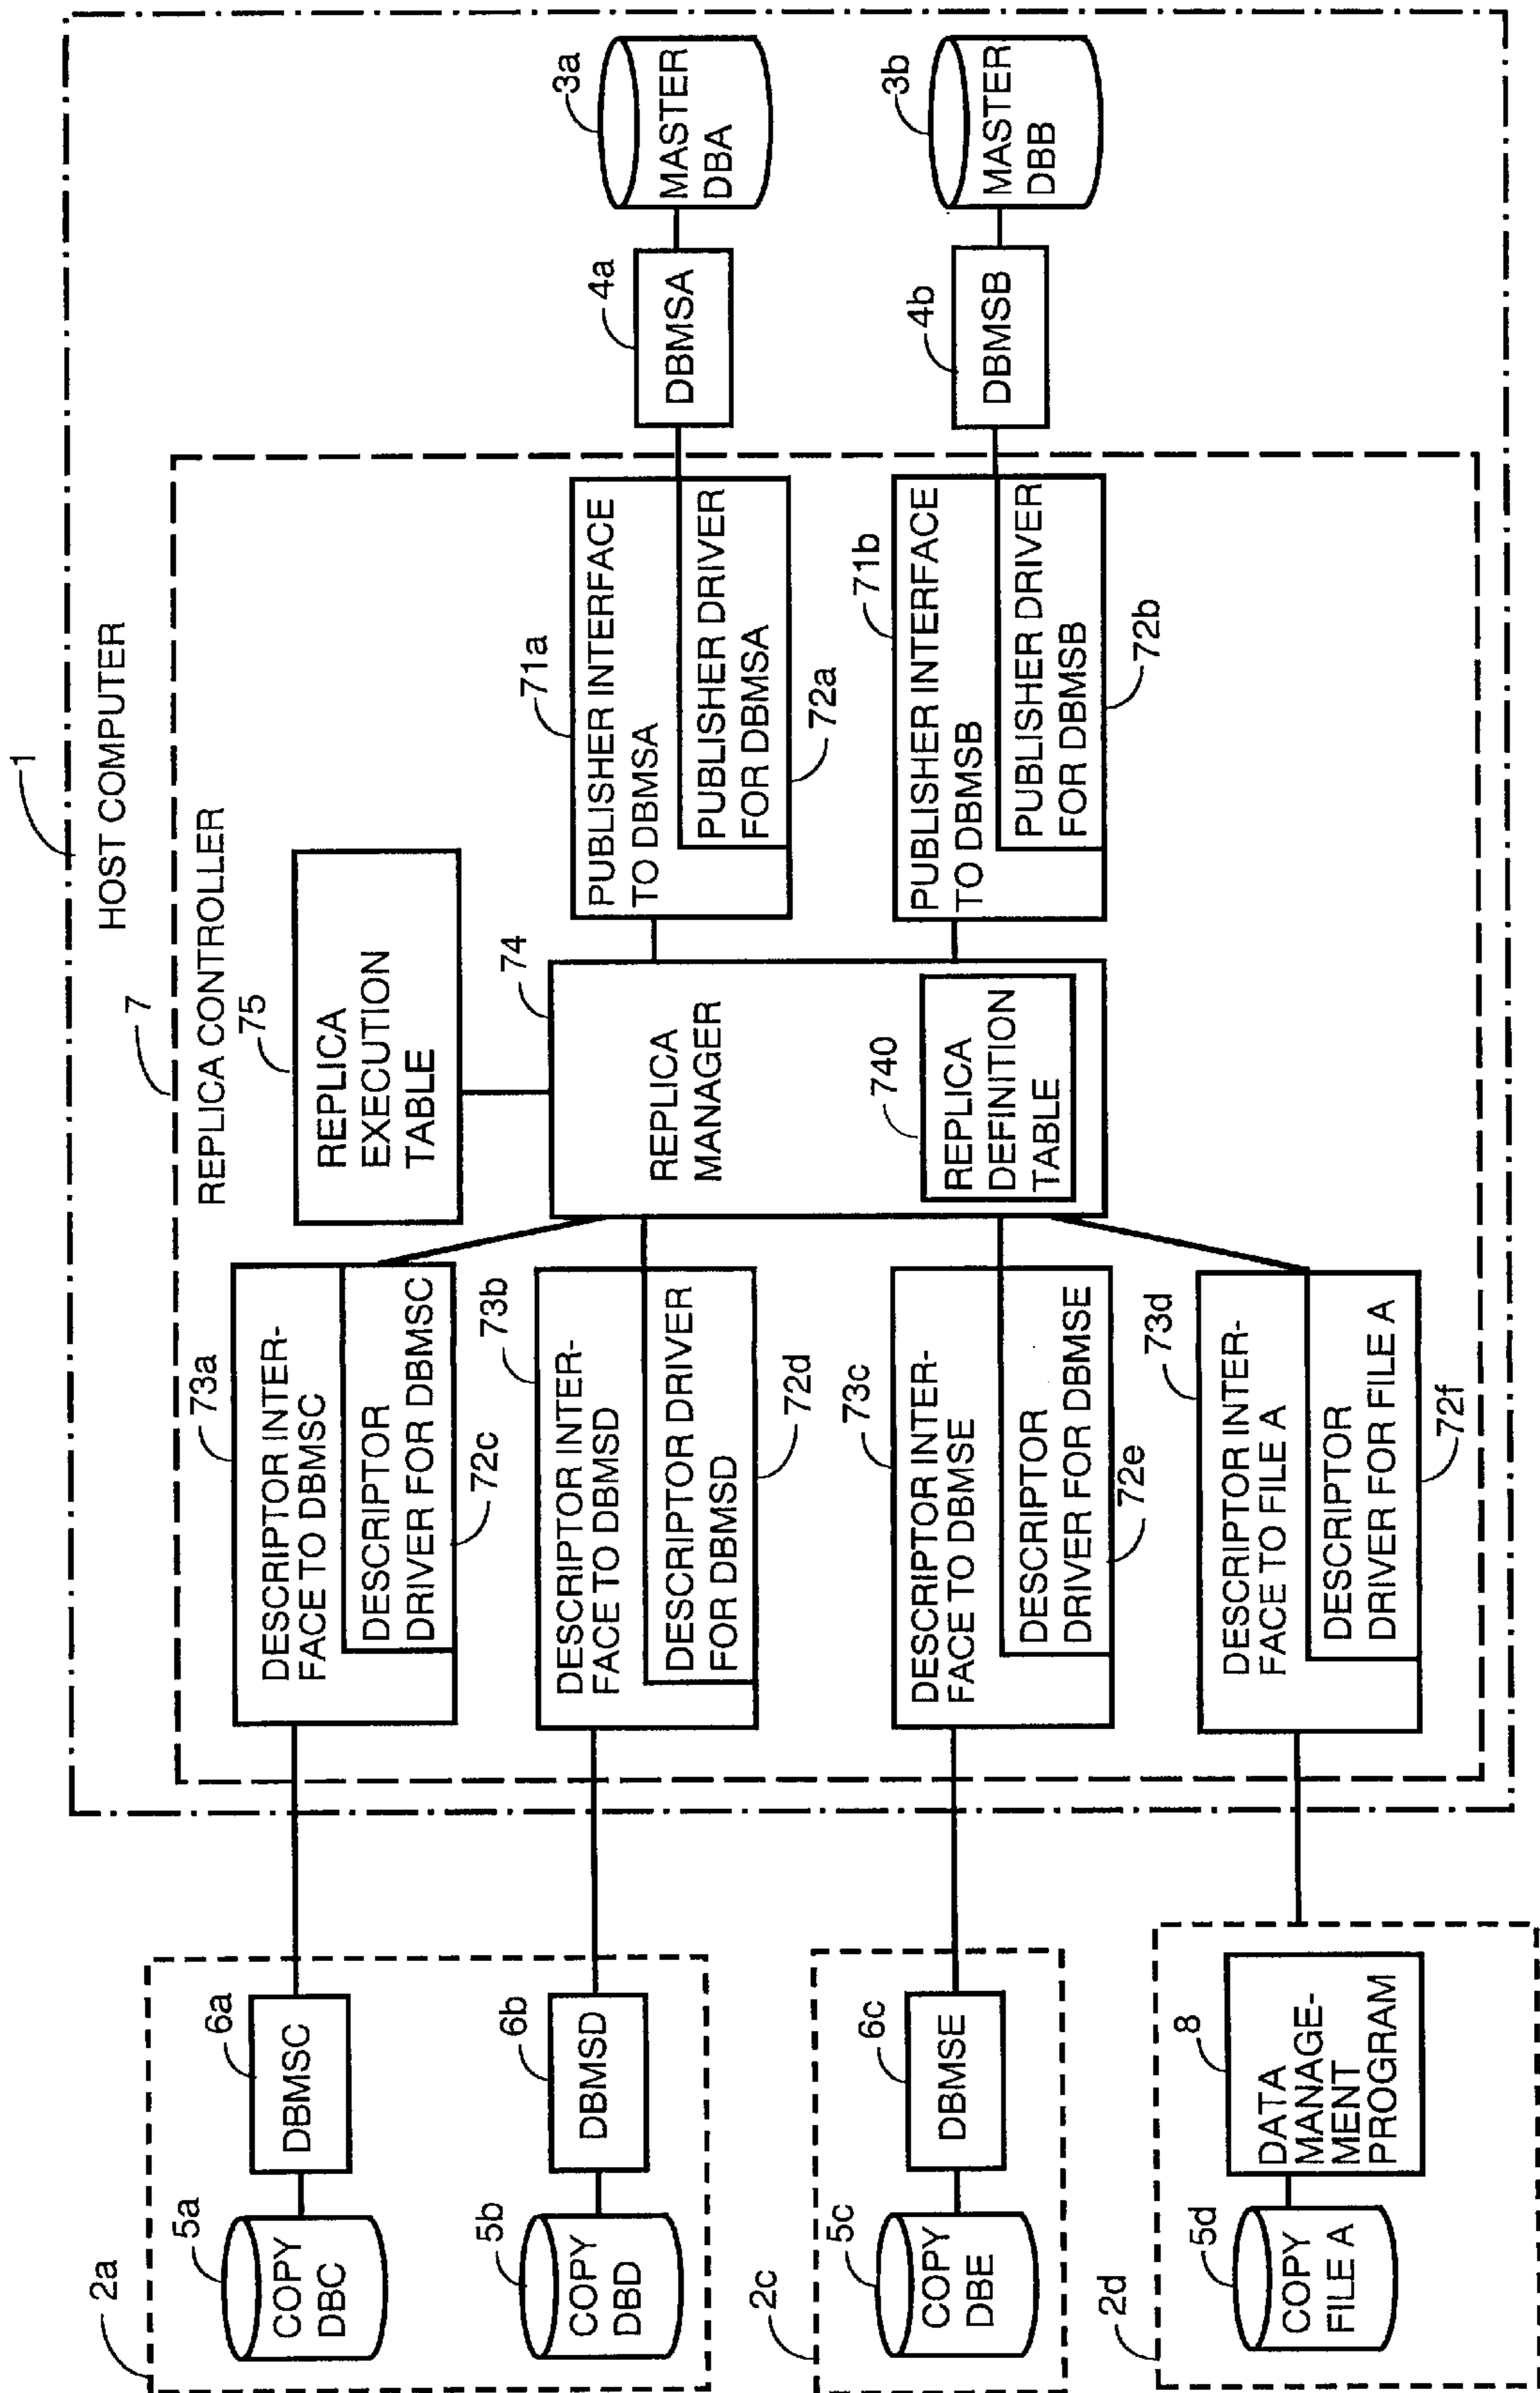 1
HOST COMPUTER
7
REPLICA CONTROLLER
2a
5a
COPY
DBC
6a
DBMSC
73a
DESCRIPTOR INTER-
FACE TO DBMSC
DESCRIPTOR
DRIVER FOR DBMSC
72c
75
REPLICA
EXECUTION
TABLE
5b
COPY
DBD
6b
DBMSD
73b
DESCRIPTOR INTER-
FACE TO DBMSD
DESCRIPTOR DRIVER
FOR DBMSD
72d
74
REPLICA
MANAGER
740
REPLICA
DEFINITION
TABLE
71a
PUBLISHER INTERFACE
TO DBMSA
PUBLISHER DRIVER
FOR DBMSA
72a
4a
DBMSA
3a
MASTER
DBA
2c
5c
COPY
DBE
6c
DBMSE
73c
DESCRIPTOR INTER-
FACE TO DBMSE
DESCRIPTOR
DRIVER FOR DBMSE
72e
71b
PUBLISHER INTERFACE
TO DBMSB
PUBLISHER DRIVER
FOR DBMSB
72b
4b
DBMSB
3b
MASTER
DBB
2d
5d
COPY
FILE A
8
DATA
MANAGE-
MENT
PROGRAM
73d
DESCRIPTOR INTER-
FACE TO FILE A
DESCRIPTOR
DRIVER FOR FILE A
72f